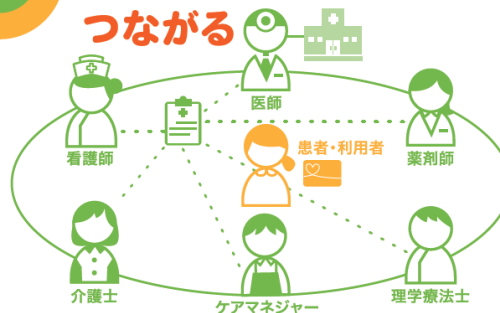 つながる
医師
看護師
患者・利用者
薬剤師
介護士
ケアマネジャー
理学療法士